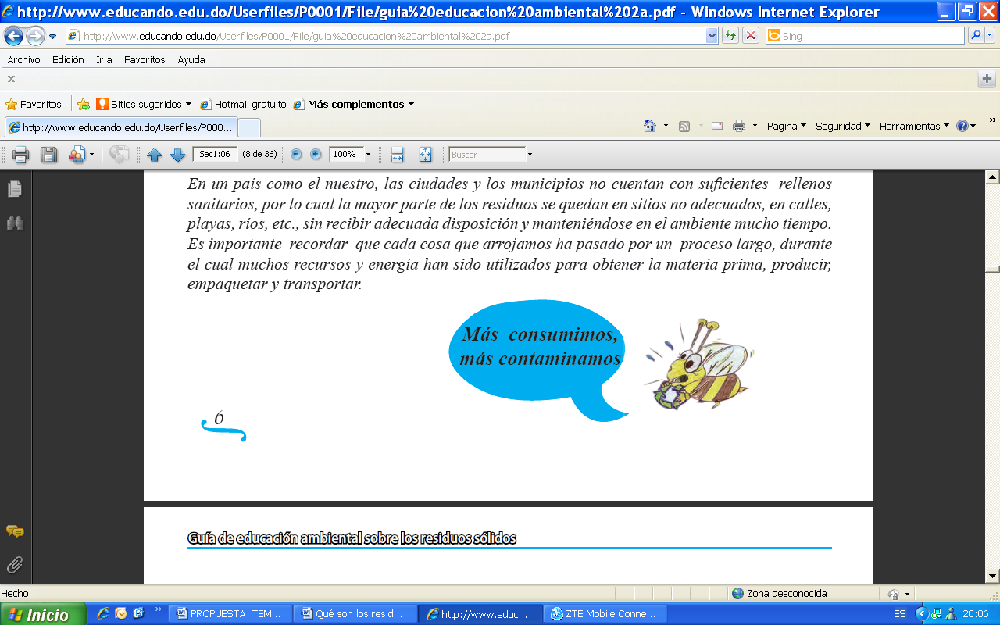 http://www.educando.edu.do/Userfiles/P0001/File/guia%20educacion%20ambiental%202a.pdf - Windows Internet Explorer
http://www.educando.edu.do/Userfiles/P0001/File/guia%20educacion%20ambiental%202a.pdf
Bing
Archivo Edición Ir a Favoritos Ayuda
x
Favoritos Sitios sugeridos Hotmail gratuito Más complementos
http://www.educando.edu.do/Userfiles/P000... Página Seguridad Herramientas
Sec1:06 (8 de 36) 100% Buscar
En un país como el nuestro, las ciudades y los municipios no cuentan con suficientes rellenos
sanitarios, por lo cual la mayor parte de los residuos se quedan en sitios no adecuados, en calles,
playas, ríos, etc., sin recibir adecuada disposición y manteniéndose en el ambiente mucho tiempo.
Es importante recordar que cada cosa que arrojamos ha pasado por un proceso largo, durante
el cual muchos recursos y energía han sido utilizados para obtener la materia prima, producir,
empaquetar y transportar.
Más consumimos,
más contaminamos
6
Guía de educación ambiental sobre los residuos sólidos
Hecho Zona desconocida
Inicio PROPUESTA TEM... Qué son los resid... http://www.educ... ZTE Mobile Conne... ES 20:06